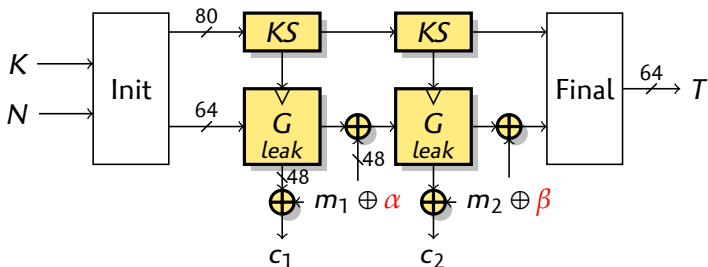 80 KS KS
K Init Final 64 T
N 64 G leak G leak
48 48
m₁ ⊕ α m₂ ⊕ β
c₁ c₂